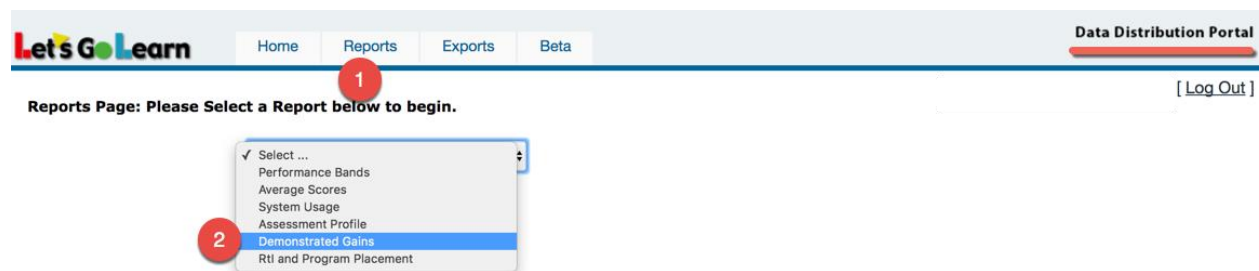 Let's Go Learn Home Reports Exports Beta Data Distribution Portal
1
[ Log Out ]
Reports Page: Please Select a Report below to begin.
✓ Select ...
Performance Bands
Average Scores
System Usage
Assessment Profile
2 Demonstrated Gains
RtI and Program Placement